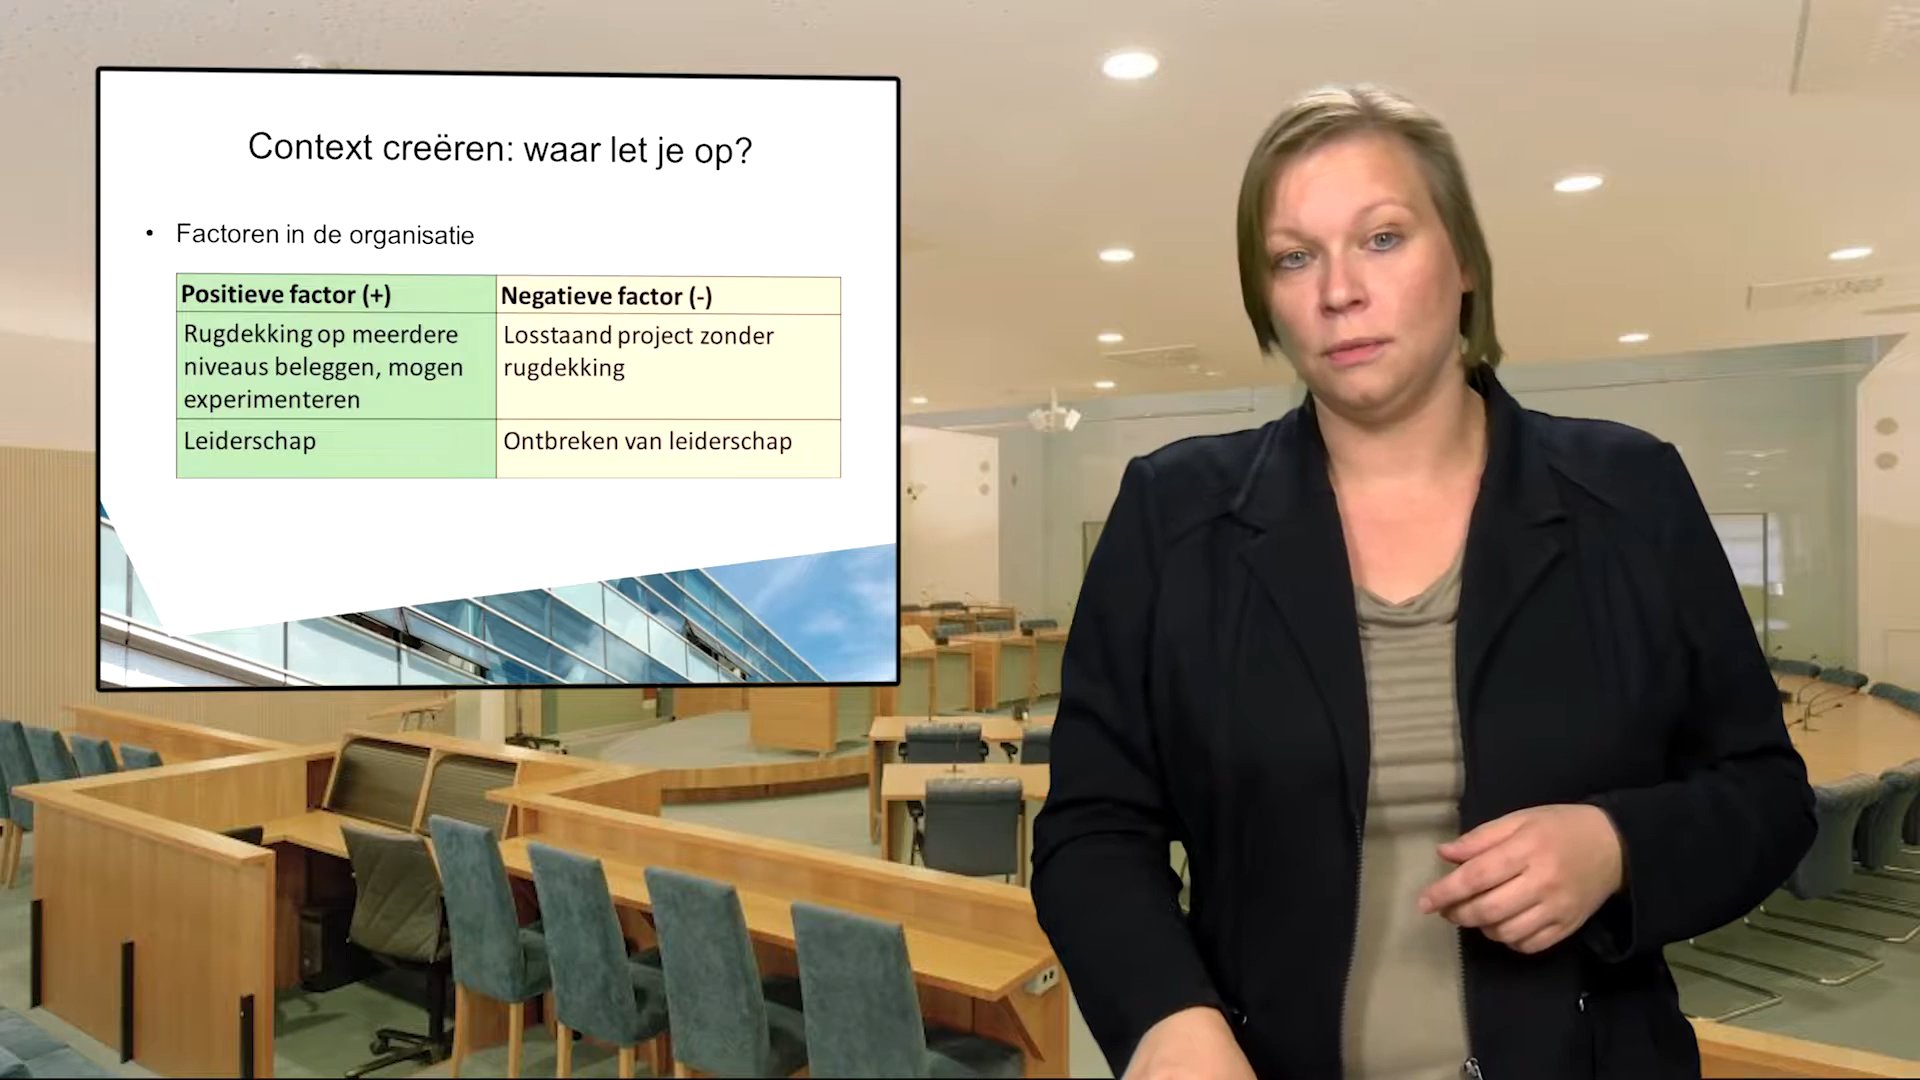 Context creëren: waar let je op?
• Factoren in de organisatie
Positieve factor (+)
Negatieve factor (-)
Rugdekking op meerdere
niveaus beleggen, mogen
experimenteren
Losstaand project zonder
rugdekking
Leiderschap
Ontbreken van leiderschap